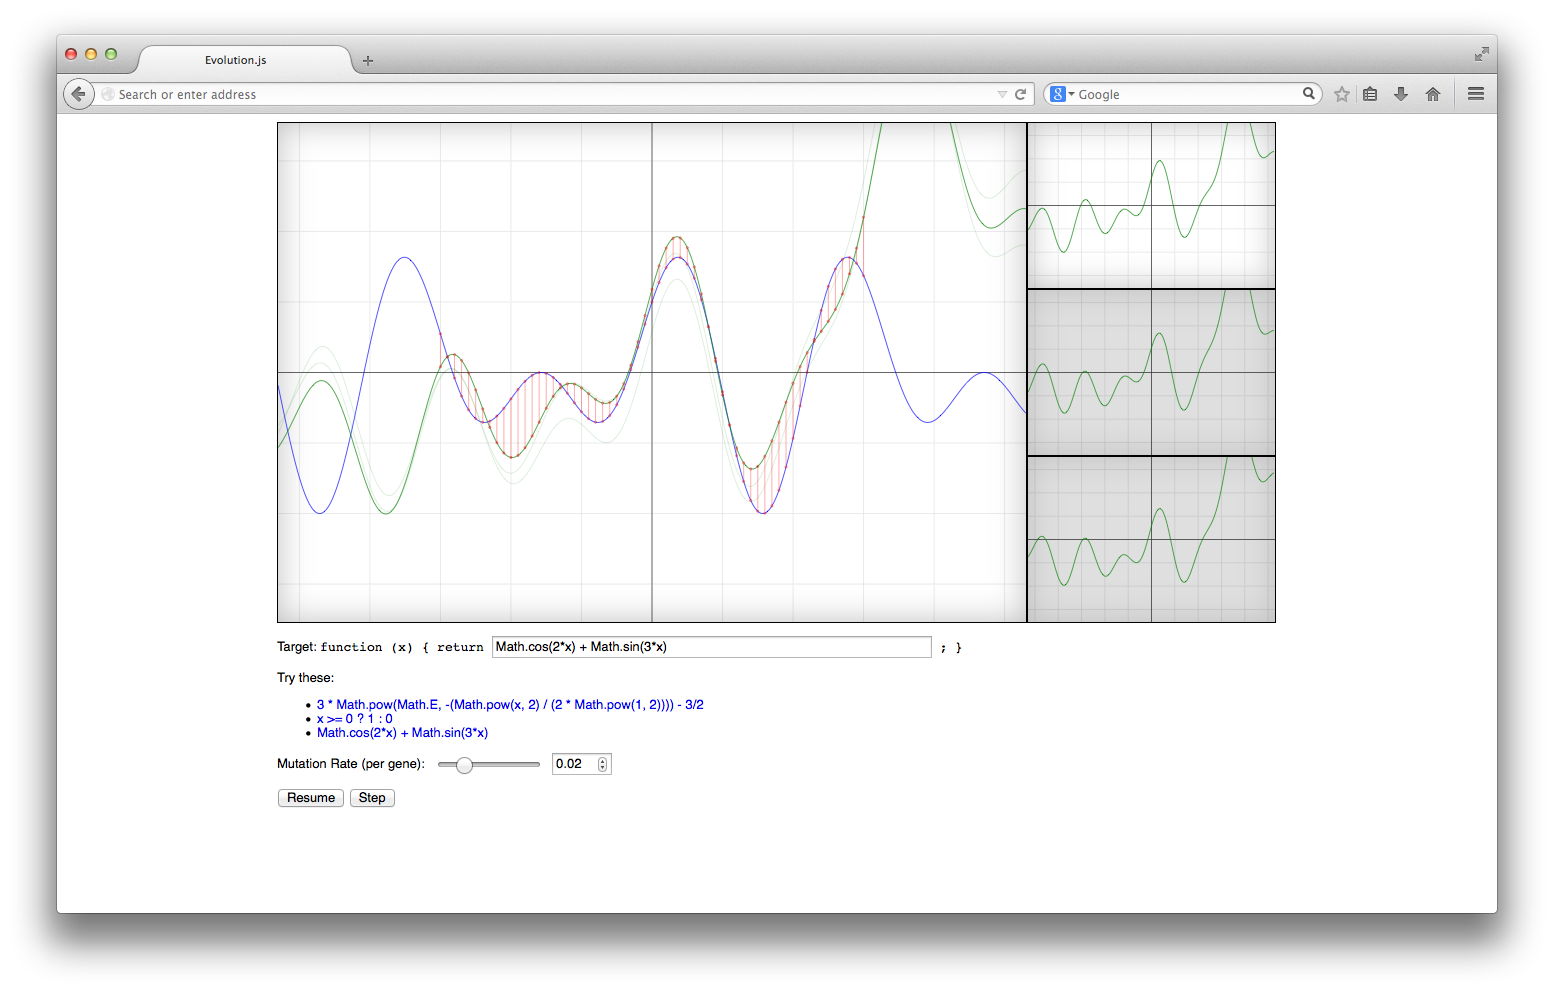 Evolution.js
Search or enter address
Google
Target: function (x) { return Math.cos(2*x) + Math.sin(3*x) ; }
Try these:
• 3 * Math.pow(Math.E, -(Math.pow(x, 2) / (2 * Math.pow(1, 2)))) - 3/2
• x >= 0 ? 1 : 0
• Math.cos(2*x) + Math.sin(3*x)
Mutation Rate (per gene): 0.02
Resume Step